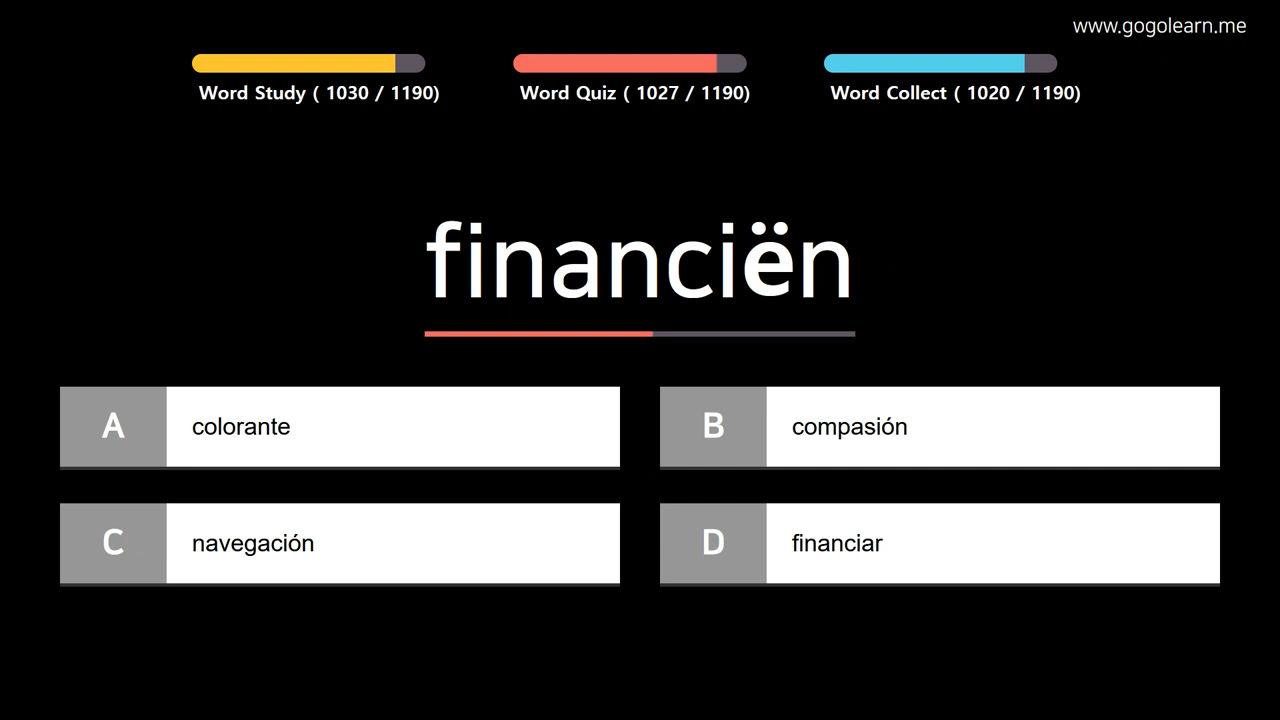 www.gogolearn.me
Word Study ( 1030 / 1190)
Word Quiz ( 1027 / 1190)
Word Collect ( 1020 / 1190)
financiën
A colorante
B compasión
C navegación
D financiar